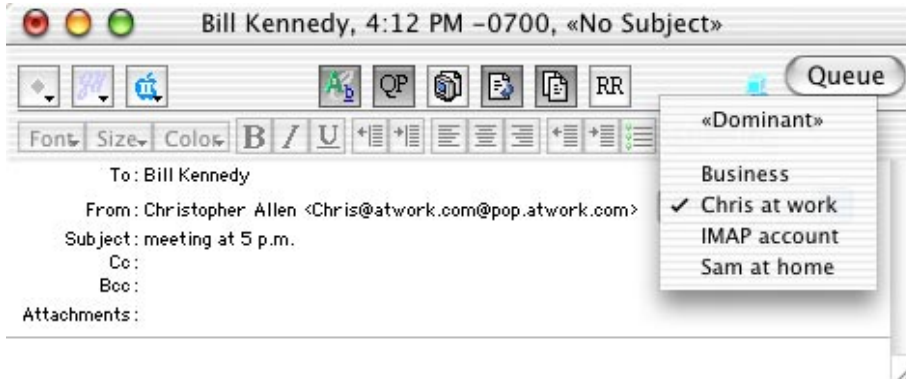 Bill Kennedy, 4:12 PM -0700, «No Subject»
QP RR Queue
Font Size Color B I U
«Dominant»
Business
✓ Chris at work
IMAP account
Sam at home
To: Bill Kennedy
From: Christopher Allen <Chris@atwork.com@pop.atwork.com>
Subject: meeting at 5 p.m.
Cc:
Bcc:
Attachments: